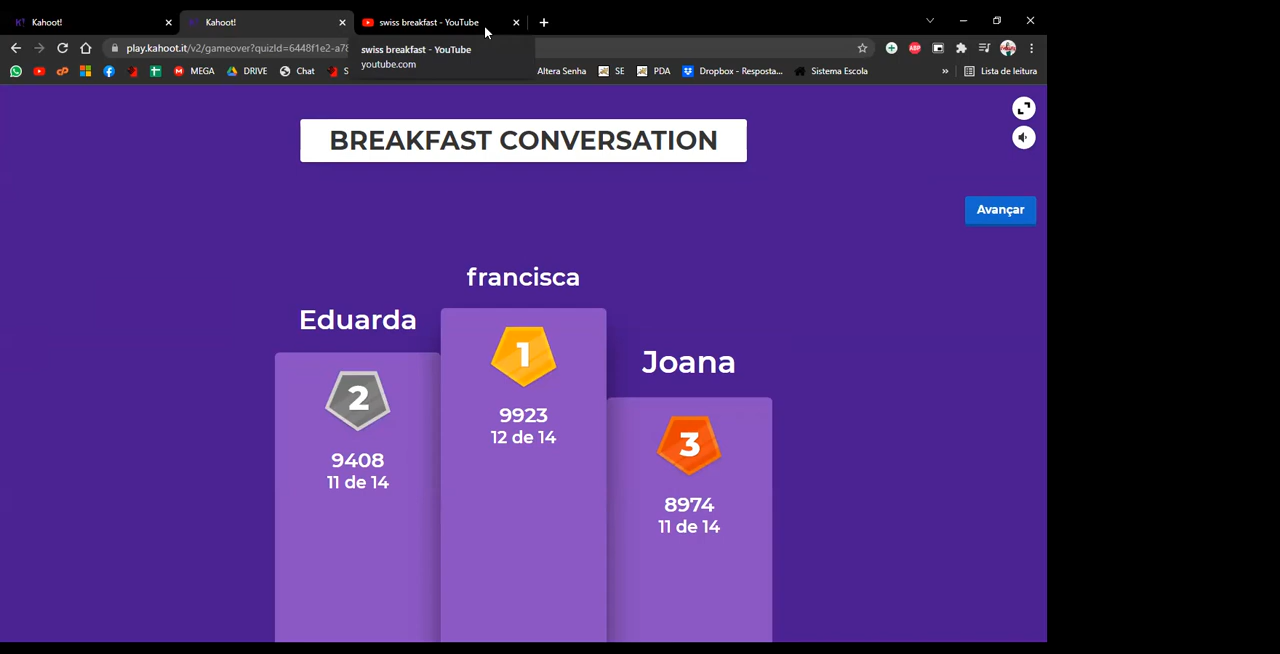 Kahoot!
Kahoot!
swiss breakfast - YouTube
swiss breakfast - YouTube
youtube.com
play.kahoot.it/v2/gameover?quizId=6448f1e2-a78
MEGA
DRIVE
Chat
S
Altera Senha
SE
PDA
Dropbox - Resposta...
Sistema Escola
»
Lista de leitura
BREAKFAST CONVERSATION
Avançar
francisca
Eduarda
Joana
1
9923
12 de 14
2
9408
11 de 14
3
8974
11 de 14